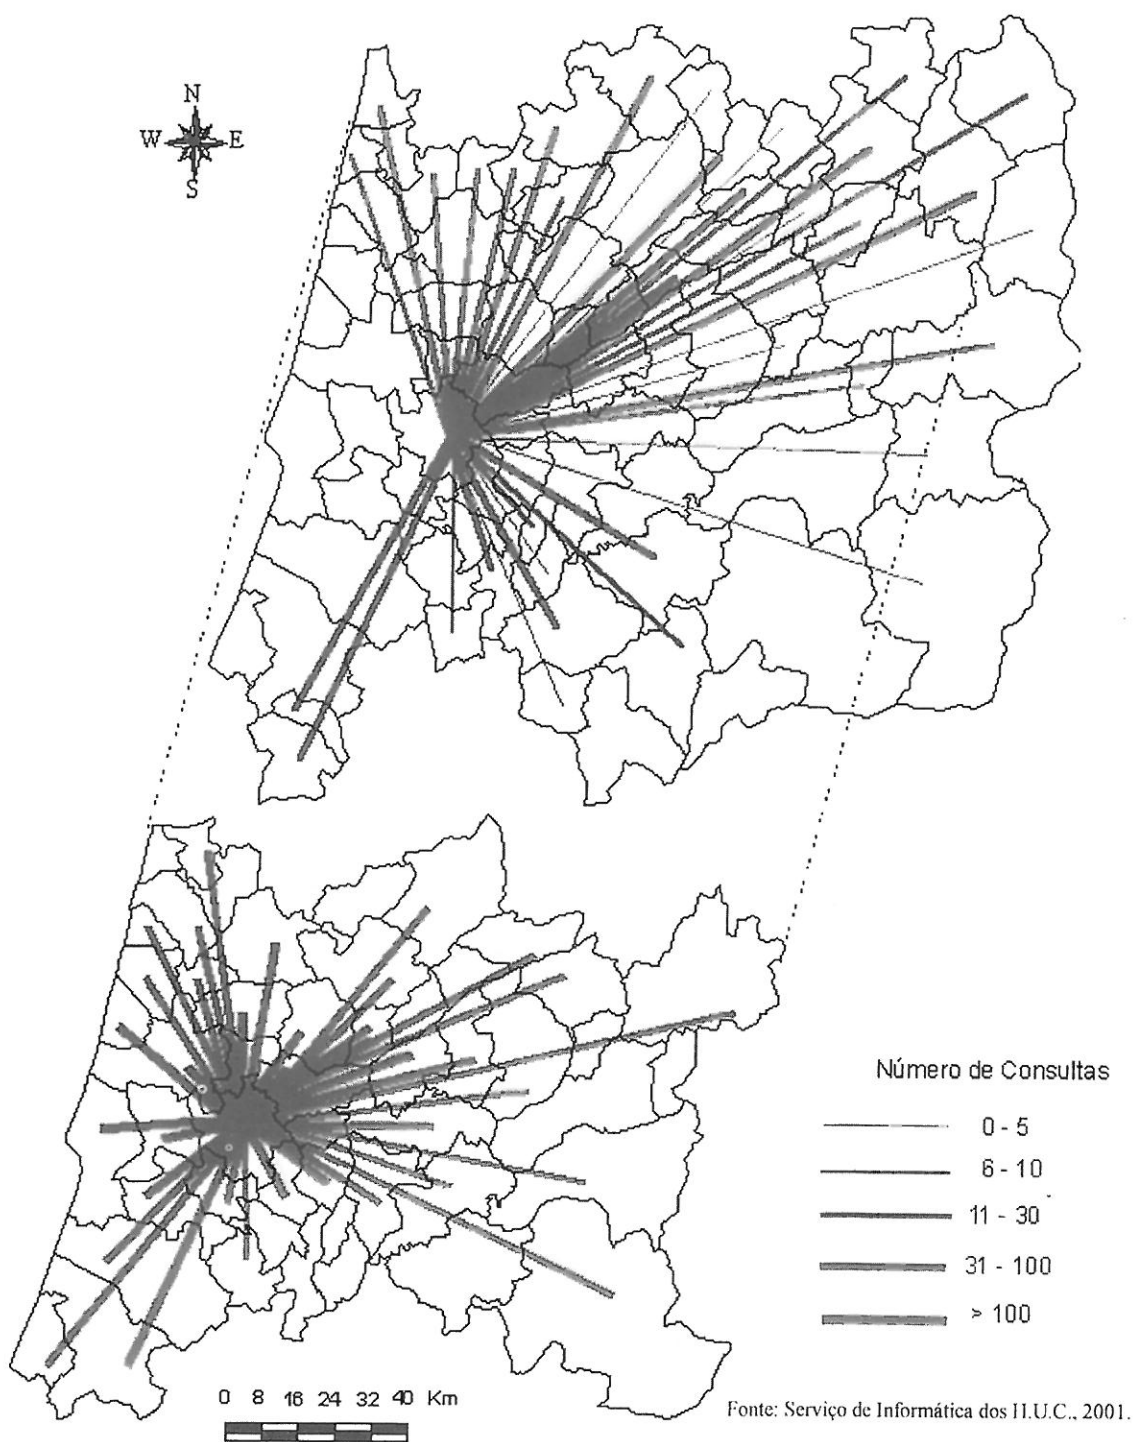 N
W E
S
Número de Consultas
0 - 5
6 - 10
11 - 30
31 - 100
> 100
0 8 16 24 32 40 Km
Fonte: Serviço de Informática dos H.U.C., 2001.